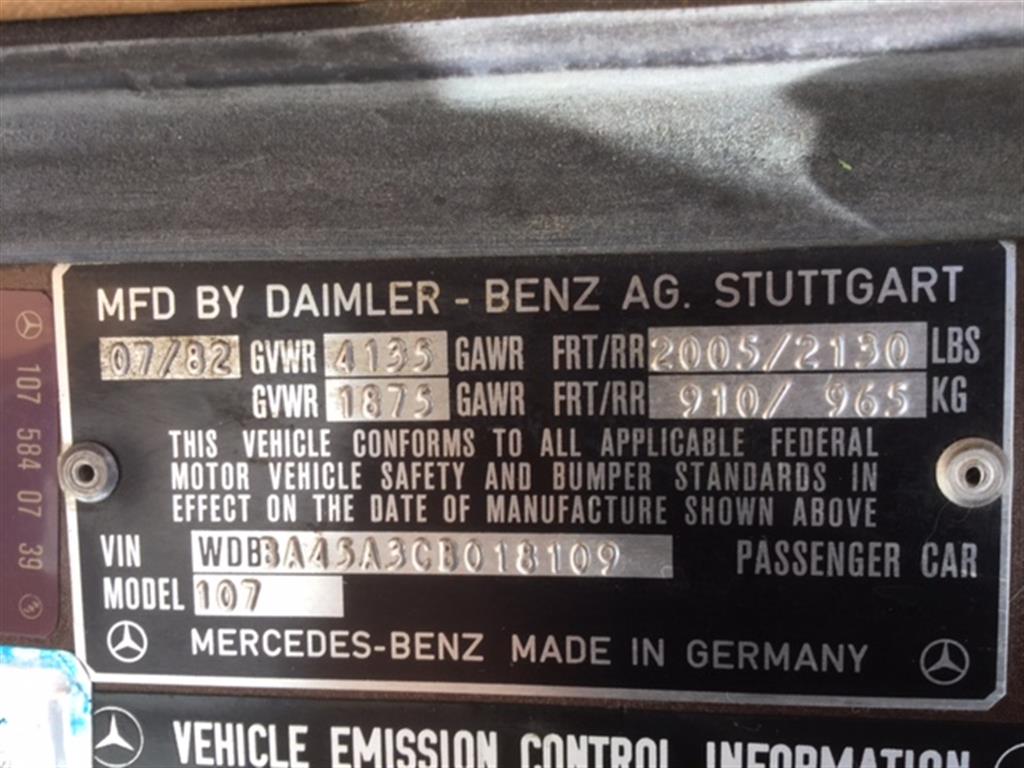 MFD BY DAIMLER - BENZ AG. STUTTGART
07/82 GVWR 4135 GAWR FRT/RR 2005/2130 LBS
GVWR 1875 GAWR FRT/RR 910/ 965 KG
THIS VEHICLE CONFORMS TO ALL APPLICABLE FEDERAL
MOTOR VEHICLE SAFETY AND BUMPER STANDARDS IN
EFFECT ON THE DATE OF MANUFACTURE SHOWN ABOVE
VIN WDBBA45A3CB018109 PASSENGER CAR
MODEL 107
MERCEDES-BENZ MADE IN GERMANY
107 584 07 39
VEHICLE EMISSION CONTROL INFORMATION